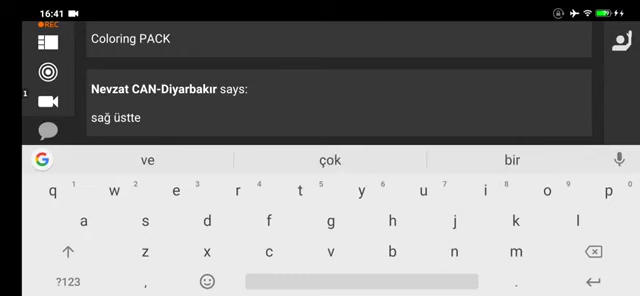 16:41
REC
Coloring PACK
Nevzat CAN-Diyarbakır says:
1
sağ üstte
G
ve çok bir
q 1 w 2 e 3 r 4 t 5 y 6 u 7 i 8 o 9 p 0
a s d f g h j k l
z x c v b n m
?123 , .